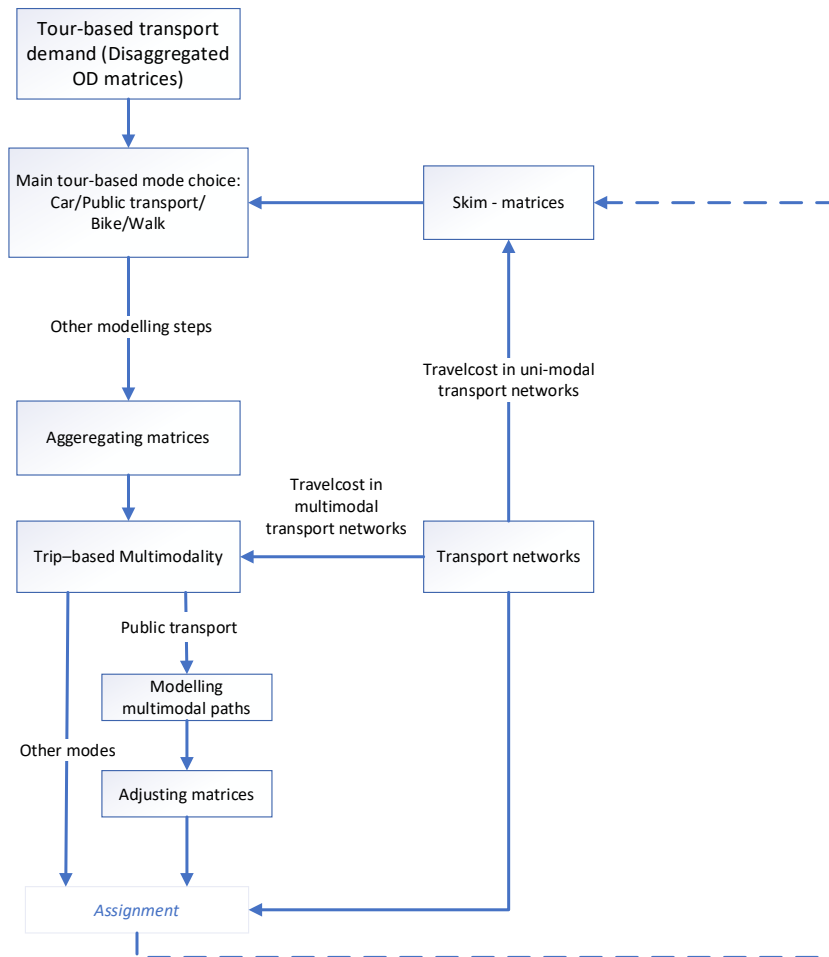 Tour-based transport
demand (Disaggregated
OD matrices)
Main tour-based mode choice:
Car/Public transport/
Bike/Walk
Skim - matrices
Other modelling steps
Travelcost in uni-modal
transport networks
Aggeregating matrices
Travelcost in
multimodal
transport networks
Trip–based Multimodality
Transport networks
Public transport
Modelling
multimodal paths
Other modes
Adjusting matrices
Assignment